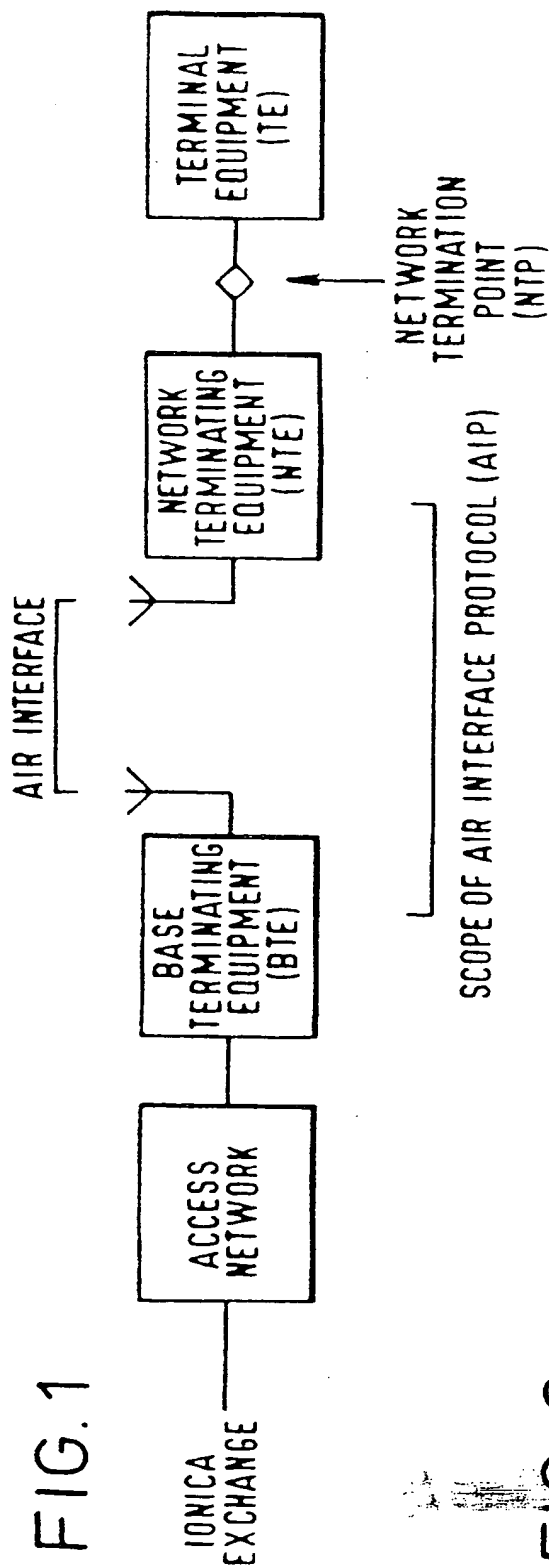 FIG. 1
AIR INTERFACE
IONICA
EXCHANGE
ACCESS
NETWORK
BASE
TERMINATING
EQUIPMENT
(BTE)
NETWORK
TERMINATING
EQUIPMENT
(NTE)
TERMINAL
EQUIPMENT
(TE)
NETWORK
TERMINATION
POINT
(NTP)
SCOPE OF AIR INTERFACE PROTOCOL (AIP)